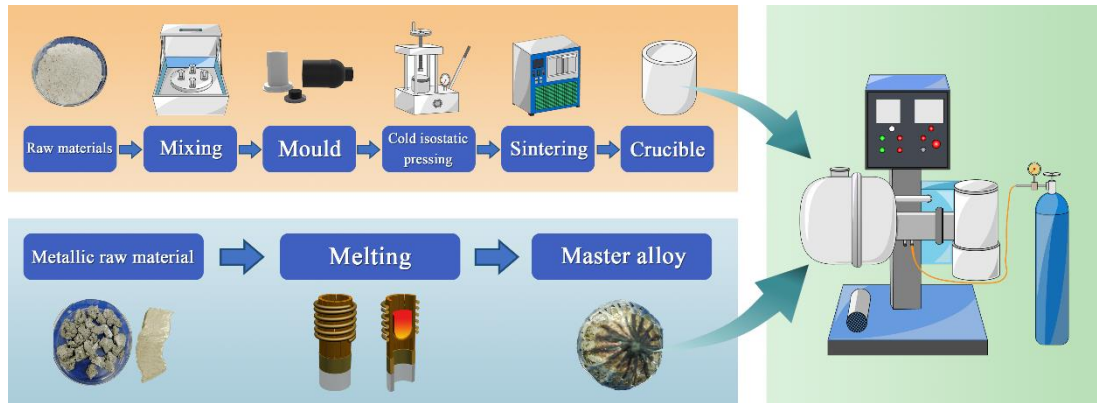 Raw materials
Mixing
Mould
Cold isostatic
pressing
Sintering
Crucible
Metallic raw material
Melting
Master alloy